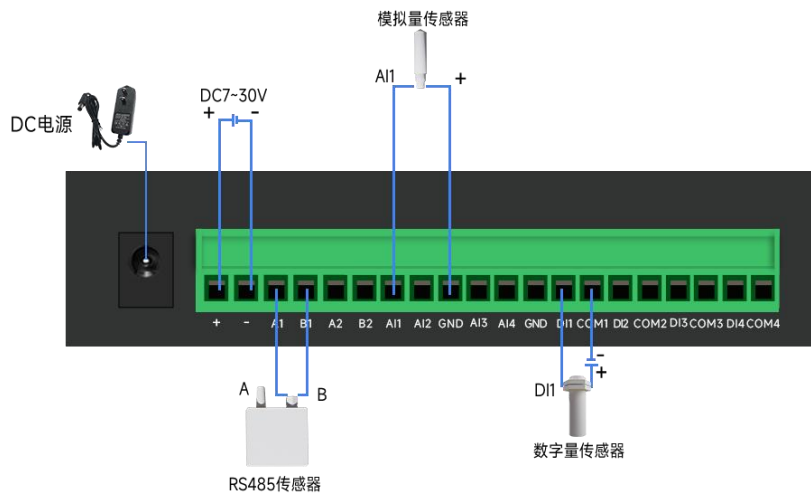 模拟量传感器
AI1 +
DC7~30V
+ -
DC电源
+ - A1 B1 A2 B2 AI1 AI2 GND AI3 AI4 GND DI1 COM1 DI2 COM2 DI3 COM3 DI4 COM4
-
+
A B DI1
数字量传感器
RS485传感器